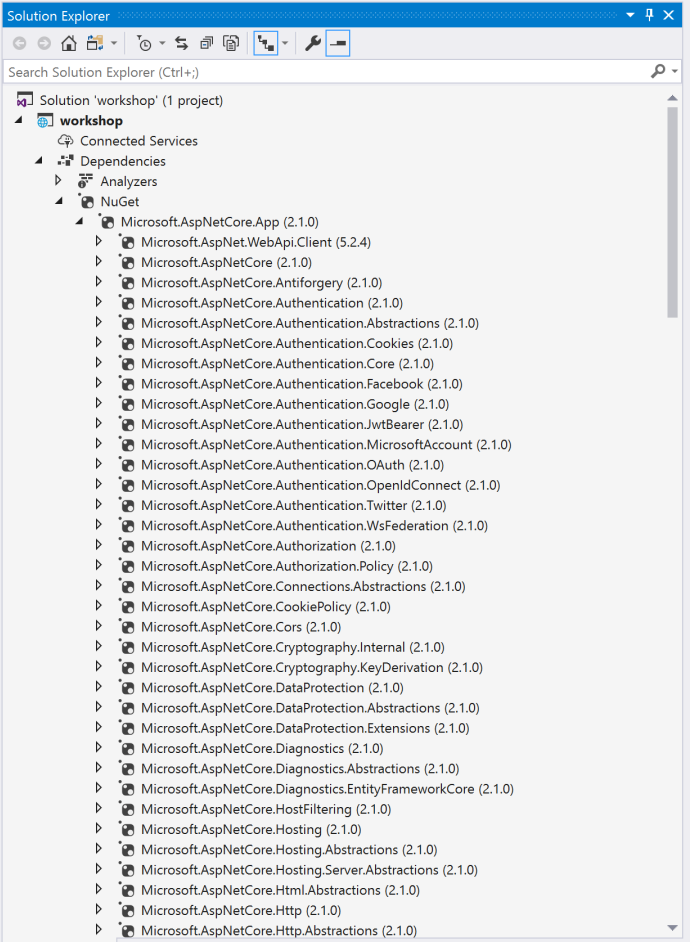 Solution Explorer
Search Solution Explorer (Ctrl+;)
Solution 'workshop' (1 project)
workshop
Connected Services
Dependencies
Analyzers
NuGet
Microsoft.AspNetCore.App (2.1.0)
Microsoft.AspNet.WebApi.Client (5.2.4)
Microsoft.AspNetCore (2.1.0)
Microsoft.AspNetCore.Antiforgery (2.1.0)
Microsoft.AspNetCore.Authentication (2.1.0)
Microsoft.AspNetCore.Authentication.Abstractions (2.1.0)
Microsoft.AspNetCore.Authentication.Cookies (2.1.0)
Microsoft.AspNetCore.Authentication.Core (2.1.0)
Microsoft.AspNetCore.Authentication.Facebook (2.1.0)
Microsoft.AspNetCore.Authentication.Google (2.1.0)
Microsoft.AspNetCore.Authentication.JwtBearer (2.1.0)
Microsoft.AspNetCore.Authentication.MicrosoftAccount (2.1.0)
Microsoft.AspNetCore.Authentication.OAuth (2.1.0)
Microsoft.AspNetCore.Authentication.OpenIdConnect (2.1.0)
Microsoft.AspNetCore.Authentication.Twitter (2.1.0)
Microsoft.AspNetCore.Authentication.WsFederation (2.1.0)
Microsoft.AspNetCore.Authorization (2.1.0)
Microsoft.AspNetCore.Authorization.Policy (2.1.0)
Microsoft.AspNetCore.Connections.Abstractions (2.1.0)
Microsoft.AspNetCore.CookiePolicy (2.1.0)
Microsoft.AspNetCore.Cors (2.1.0)
Microsoft.AspNetCore.Cryptography.Internal (2.1.0)
Microsoft.AspNetCore.Cryptography.KeyDerivation (2.1.0)
Microsoft.AspNetCore.DataProtection (2.1.0)
Microsoft.AspNetCore.DataProtection.Abstractions (2.1.0)
Microsoft.AspNetCore.DataProtection.Extensions (2.1.0)
Microsoft.AspNetCore.Diagnostics (2.1.0)
Microsoft.AspNetCore.Diagnostics.Abstractions (2.1.0)
Microsoft.AspNetCore.Diagnostics.EntityFrameworkCore (2.1.0)
Microsoft.AspNetCore.HostFiltering (2.1.0)
Microsoft.AspNetCore.Hosting (2.1.0)
Microsoft.AspNetCore.Hosting.Abstractions (2.1.0)
Microsoft.AspNetCore.Hosting.Server.Abstractions (2.1.0)
Microsoft.AspNetCore.Html.Abstractions (2.1.0)
Microsoft.AspNetCore.Http (2.1.0)
Microsoft.AspNetCore.Http.Abstractions (2.1.0)